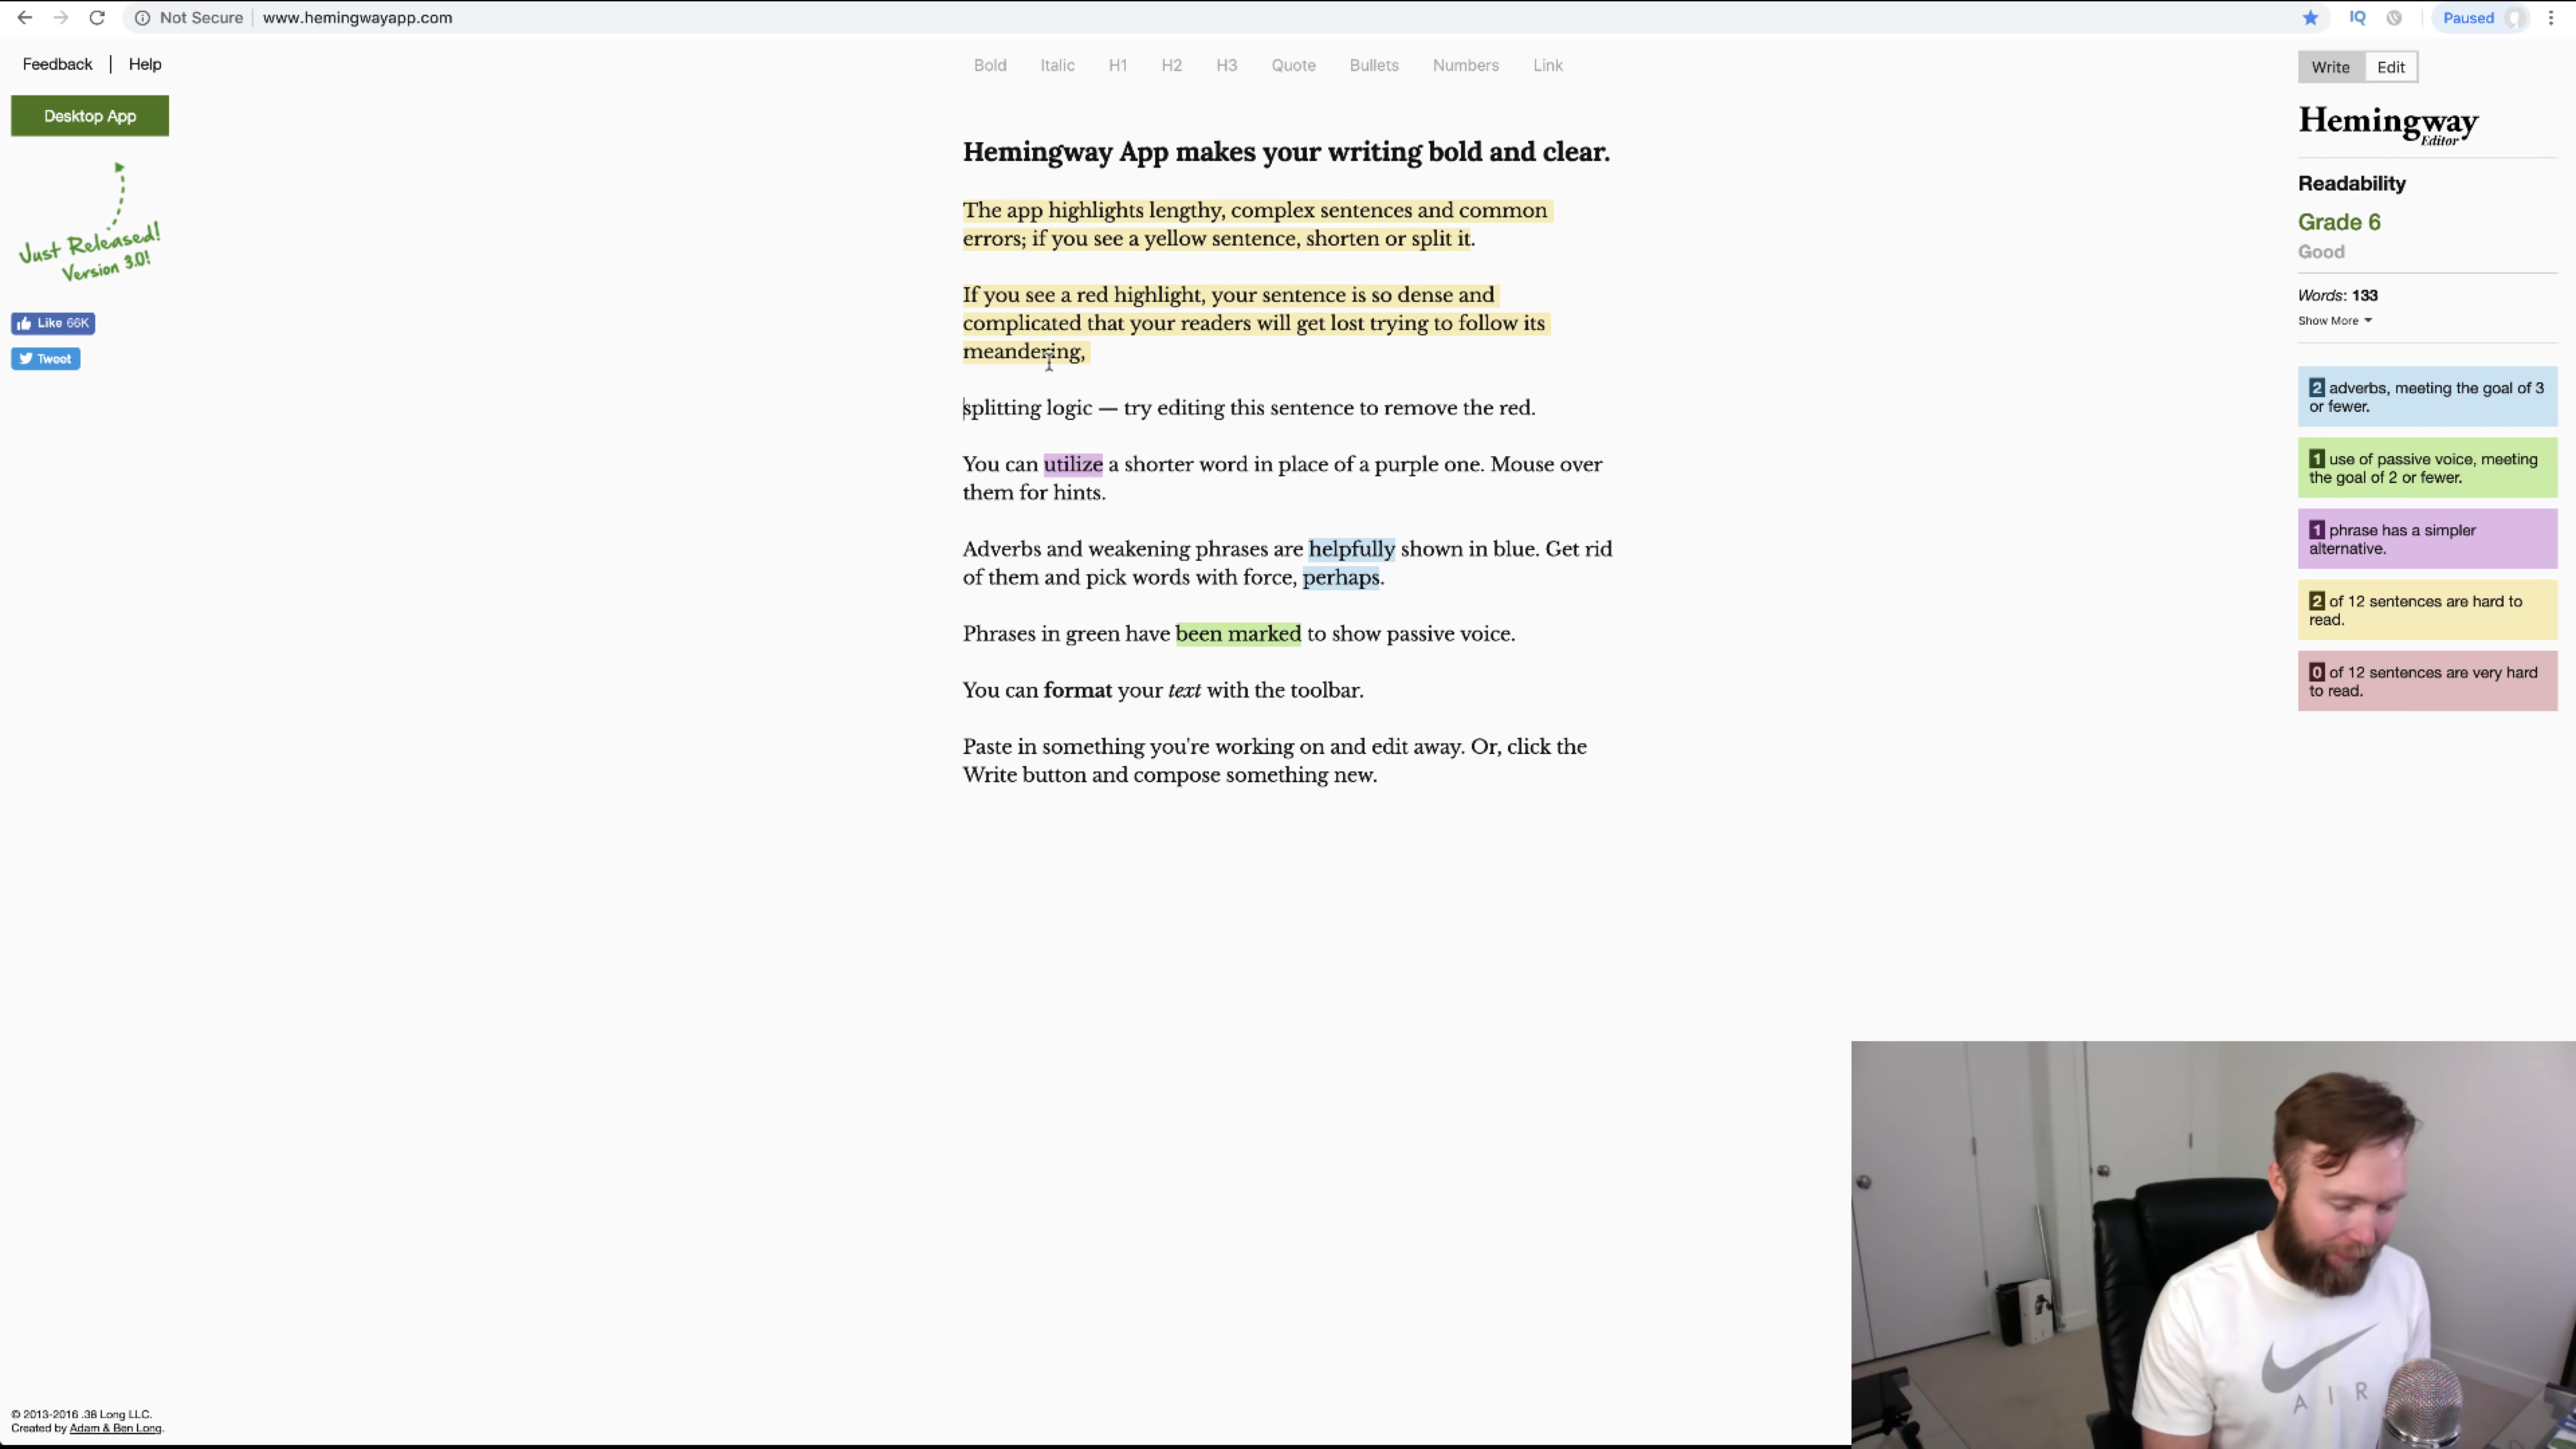 Not Secure www.hemingwayapp.com
IQ
Paused
Feedback | Help
Bold Italic H1 H2 H3 Quote Bullets Numbers Link
Write Edit
Desktop App
Just Released!
Version 3.0!
Like 66K
Tweet
Hemingway App makes your writing bold and clear.
The app highlights lengthy, complex sentences and common
errors; if you see a yellow sentence, shorten or split it.
If you see a red highlight, your sentence is so dense and
complicated that your readers will get lost trying to follow its
meandering,
splitting logic — try editing this sentence to remove the red.
You can utilize a shorter word in place of a purple one. Mouse over
them for hints.
Adverbs and weakening phrases are helpfully shown in blue. Get rid
of them and pick words with force, perhaps.
Phrases in green have been marked to show passive voice.
You can format your text with the toolbar.
Paste in something you're working on and edit away. Or, click the
Write button and compose something new.
Hemingway
Editor
Readability
Grade 6
Good
Words: 133
Show More
2 adverbs, meeting the goal of 3
or fewer.
1 use of passive voice, meeting
the goal of 2 or fewer.
1 phrase has a simpler
alternative.
2 of 12 sentences are hard to
read.
0 of 12 sentences are very hard
to read.
AIR
© 2013-2016 .38 Long LLC.
Created by Adam & Ben Long.